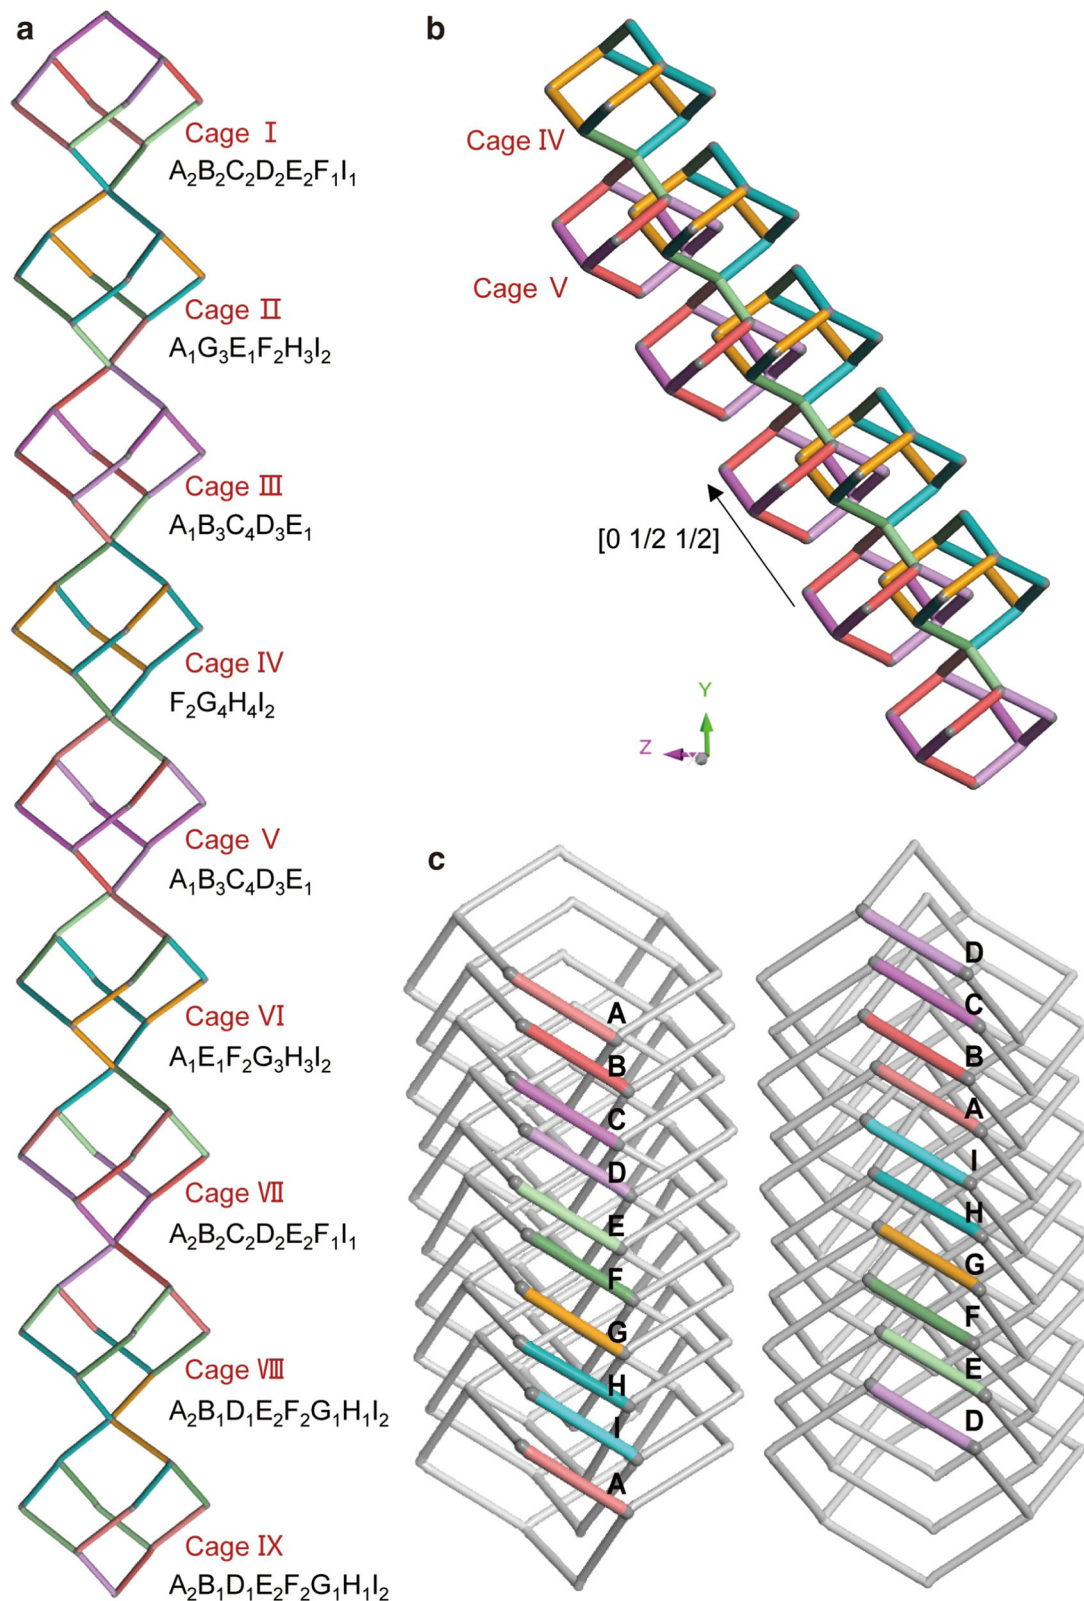 a
Cage Ⅰ
A₂B₂C₂D₂E₂F₁I₁
Cage Ⅱ
A₁G₃E₁F₂H₃I₂
Cage Ⅲ
A₁B₃C₄D₃E₁
Cage Ⅳ
F₂G₄H₄I₂
Cage Ⅴ
A₁B₃C₄D₃E₁
Cage Ⅵ
A₁E₁F₂G₃H₃I₂
Cage Ⅶ
A₂B₂C₂D₂E₂F₁I₁
Cage Ⅷ
A₂B₁D₁E₂F₂G₁H₁I₂
Cage Ⅸ
A₂B₁D₁E₂F₂G₁H₁I₂
b
Cage Ⅳ
Cage Ⅴ
[0 1/2 1/2]
Y
Z
c
A
B
C
D
E
F
G
H
I
A
D
C
B
A
I
H
G
F
E
D